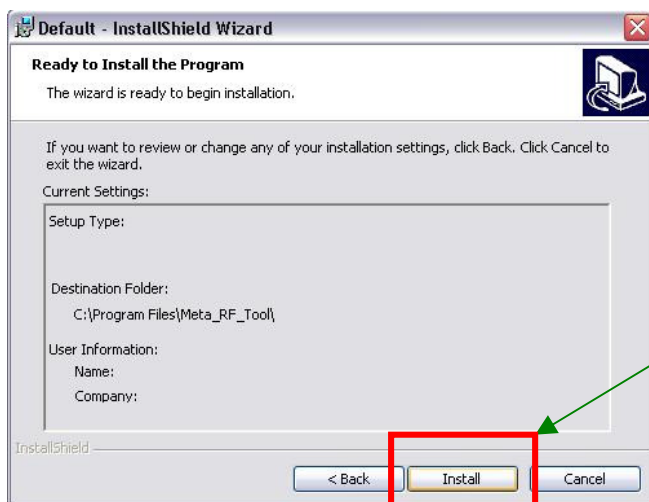 Default - InstallShield Wizard
Ready to Install the Program
The wizard is ready to begin installation.
If you want to review or change any of your installation settings, click Back. Click Cancel to
exit the wizard.
Current Settings:
Setup Type:
Destination Folder:
C:\Program Files\Meta_RF_Tool\
User Information:
Name:
Company:
InstallShield
< Back
Install
Cancel